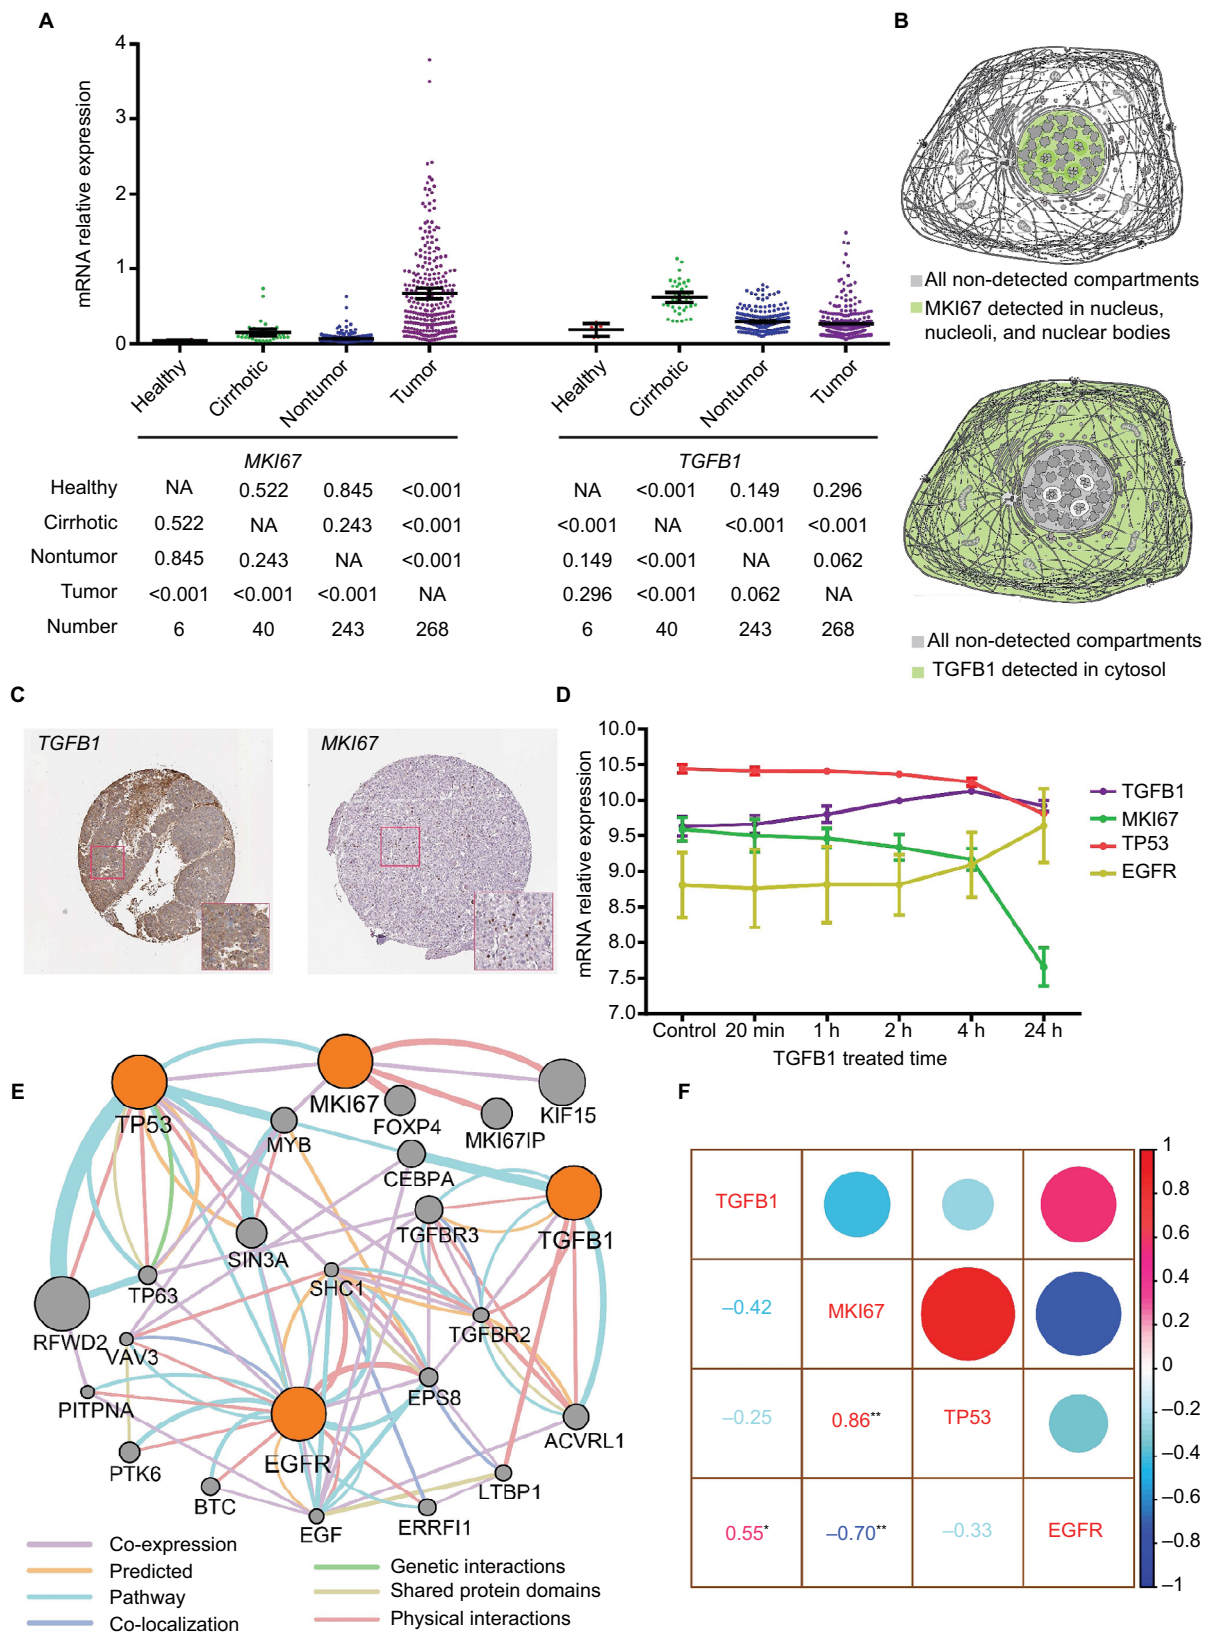 A
4
3
2
1
0
mRNA relative expression
Healthy
Cirrhotic
Nontumor
Tumor
Healthy
Cirrhotic
Nontumor
Tumor
MKI67
TGFB1
Healthy NA 0.522 0.845 <0.001 NA <0.001 0.149 0.296
Cirrhotic 0.522 NA 0.243 <0.001 <0.001 NA <0.001 <0.001
Nontumor 0.845 0.243 NA <0.001 0.149 <0.001 NA 0.062
Tumor <0.001 <0.001 <0.001 NA 0.296 <0.001 0.062 NA
Number 6 40 243 268 6 40 243 268
B
All non-detected compartments
MKI67 detected in nucleus,
nucleoli, and nuclear bodies
All non-detected compartments
TGFB1 detected in cytosol
C
TGFB1
MKI67
D
10.0
10.5
10.0
9.5
9.0
8.5
8.0
7.5
7.0
mRNA relative expression
Control 20 min 1 h 2 h 4 h 24 h
TGFB1 treated time
TGFB1
MKI67
TP53
EGFR
E
TP53
MKI67
FOXP4
MKI67IP
KIF15
MYB
CEBPA
TGFBR3
TGFB1
SIN3A
TP63
SHC1
RFWD2
VAV3
TGFBR2
PITPNA
EPS8
ACVRL1
EGFR
PTK6
BTC
LTBP1
EGF
ERRFI1
Co-expression
Predicted
Pathway
Co-localization
Genetic interactions
Shared protein domains
Physical interactions
F
TGFB1
–0.42 MKI67
–0.25 0.86** TP53
0.55* –0.70** –0.33 EGFR
1
0.8
0.6
0.4
0.2
0
–0.2
–0.4
–0.6
–0.8
–1